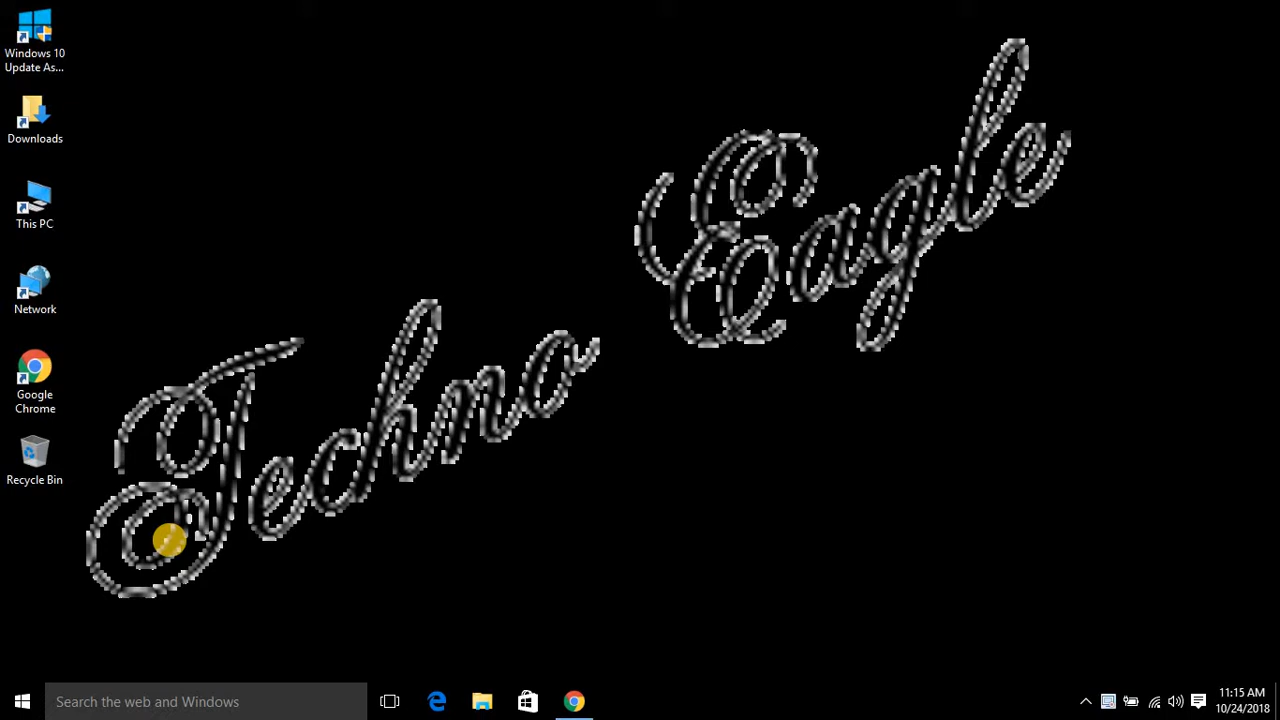 Windows 10
Update As...
Downloads
This PC
Network
Google
Chrome
Recycle Bin
Techno Eagle
Search the web and Windows
11:15 AM
10/24/2018